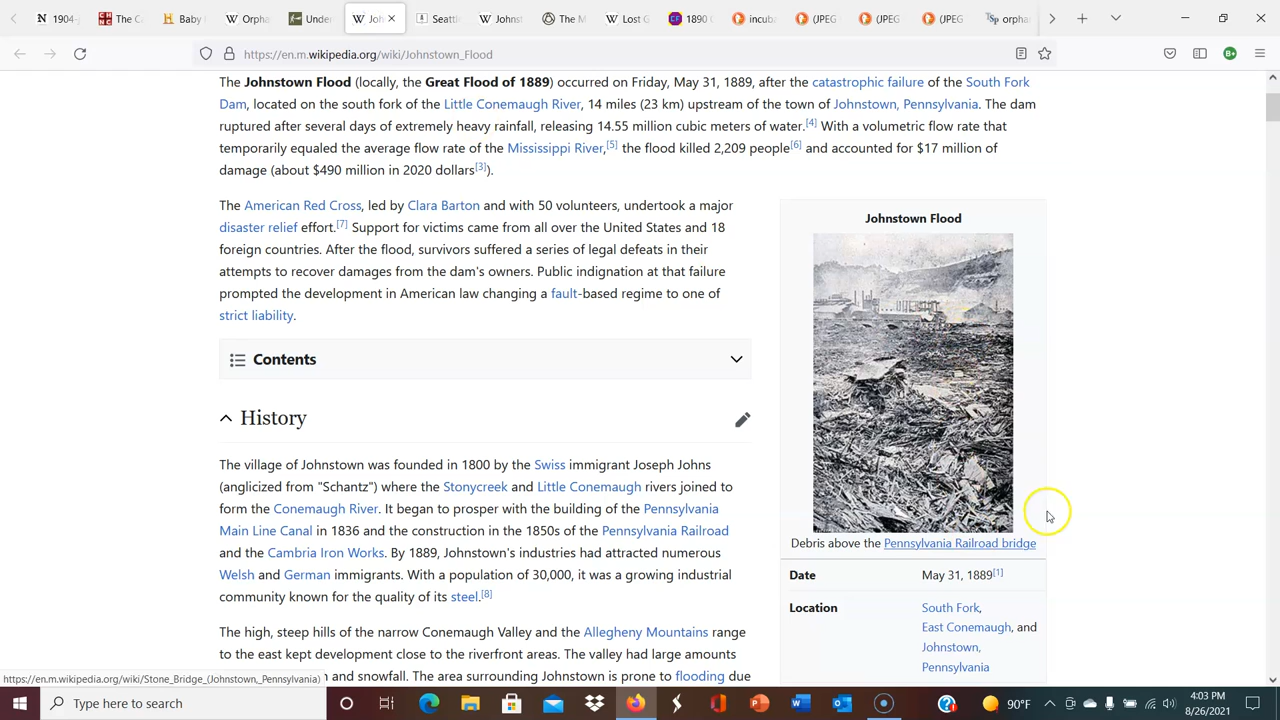 1904-
The C
Baby
Orpha
Unde
Joh
Seattl
Johnst
The M
Lost G
1890
incub
(JPEG
(JPEG
(JPEG
orpha
https://en.m.wikipedia.org/wiki/Johnstown_Flood
The Johnstown Flood (locally, the Great Flood of 1889) occurred on Friday, May 31, 1889, after the catastrophic failure of the South Fork
Dam, located on the south fork of the Little Conemaugh River, 14 miles (23 km) upstream of the town of Johnstown, Pennsylvania. The dam
ruptured after several days of extremely heavy rainfall, releasing 14.55 million cubic meters of water.[4] With a volumetric flow rate that
temporarily equaled the average flow rate of the Mississippi River,[5] the flood killed 2,209 people[6] and accounted for $17 million of
damage (about $490 million in 2020 dollars[3]).
The American Red Cross, led by Clara Barton and with 50 volunteers, undertook a major
disaster relief effort.[7] Support for victims came from all over the United States and 18
foreign countries. After the flood, survivors suffered a series of legal defeats in their
attempts to recover damages from the dam's owners. Public indignation at that failure
prompted the development in American law changing a fault-based regime to one of
strict liability.
Contents
History
The village of Johnstown was founded in 1800 by the Swiss immigrant Joseph Johns
(anglicized from "Schantz") where the Stonycreek and Little Conemaugh rivers joined to
form the Conemaugh River. It began to prosper with the building of the Pennsylvania
Main Line Canal in 1836 and the construction in the 1850s of the Pennsylvania Railroad
and the Cambria Iron Works. By 1889, Johnstown's industries had attracted numerous
Welsh and German immigrants. With a population of 30,000, it was a growing industrial
community known for the quality of its steel.[8]
The high, steep hills of the narrow Conemaugh Valley and the Allegheny Mountains range
to the east kept development close to the riverfront areas. The valley had large amounts
n and snowfall. The area surrounding Johnstown is prone to flooding due
Johnstown Flood
Debris above the Pennsylvania Railroad bridge
Date May 31, 1889[1]
Location South Fork,
East Conemaugh, and
Johnstown,
Pennsylvania
https://en.m.wikipedia.org/wiki/Stone_Bridge_(Johnstown,_Pennsylvania)
Type here to search
90°F
4:03 PM
8/26/2021